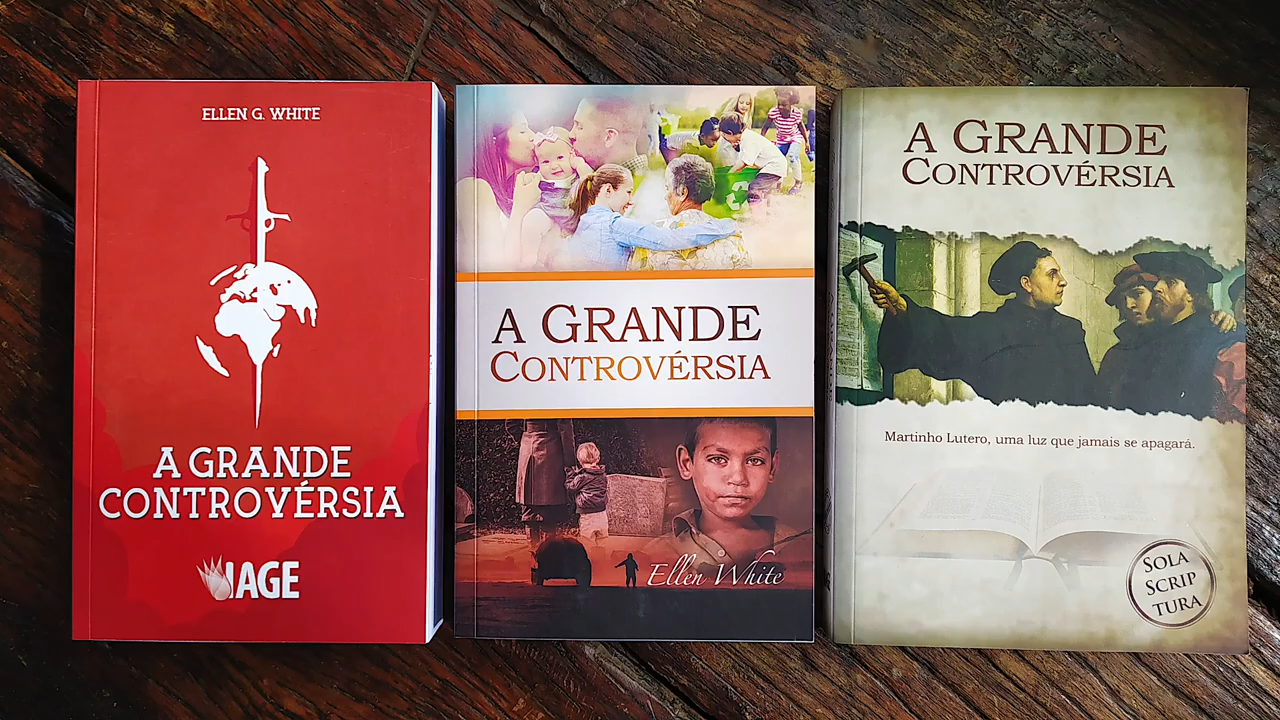 ELLEN G. WHITE
A GRANDE
CONTROVÉRSIA
IAGE
A GRANDE
CONTROVÉRSIA
Ellen White
A GRANDE
CONTROVÉRSIA
Martinho Lutero, uma luz que jamais se apagará.
SOLA
SCRIP
TURA